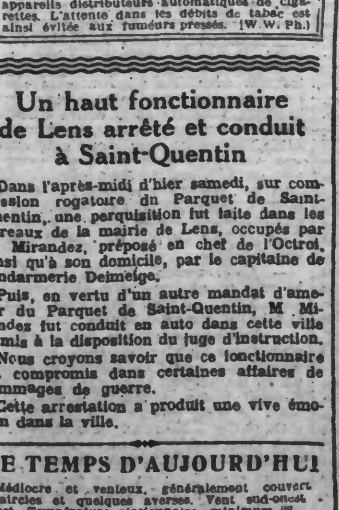 appareils distributeurs automatiques de ciga-
rettes. L'attente dans les débits de tabac est
ainsi évitée aux fumeurs pressés. [W. W. Ph.]
Un haut fonctionnaire
de Lens arrêté et conduit
à Saint-Quentin
Dans l'après-midi d'hier samedi, sur com-
ssion rogatoire dn Parquet de Saint-
uentin, une perquisition fut faite dans les
reaux de la mairie de Lens, occupés par
Mirandez, préposé en chef de l'Octroi,
nsi qu'à son domicile, par le capitaine de
ndarmerie Delmeige.
Puis, en vertu d'un autre mandat d'ame-
r du Parquet de Saint-Quentin, M Mi-
ndez fut conduit en auto dans cette ville
mis à la disposition du juge d'instruction.
Nous croyons savoir que ce fonctionnaire
compromis dans certaines affaires de
mmages de guerre.
Cette arrestation a produit une vive émo-
n dans la ville.
E TEMPS D'AUJOURD'HUI
Médiocre et venteux, généralement couvert
aircies et quelques averses. Vent sud-ouest